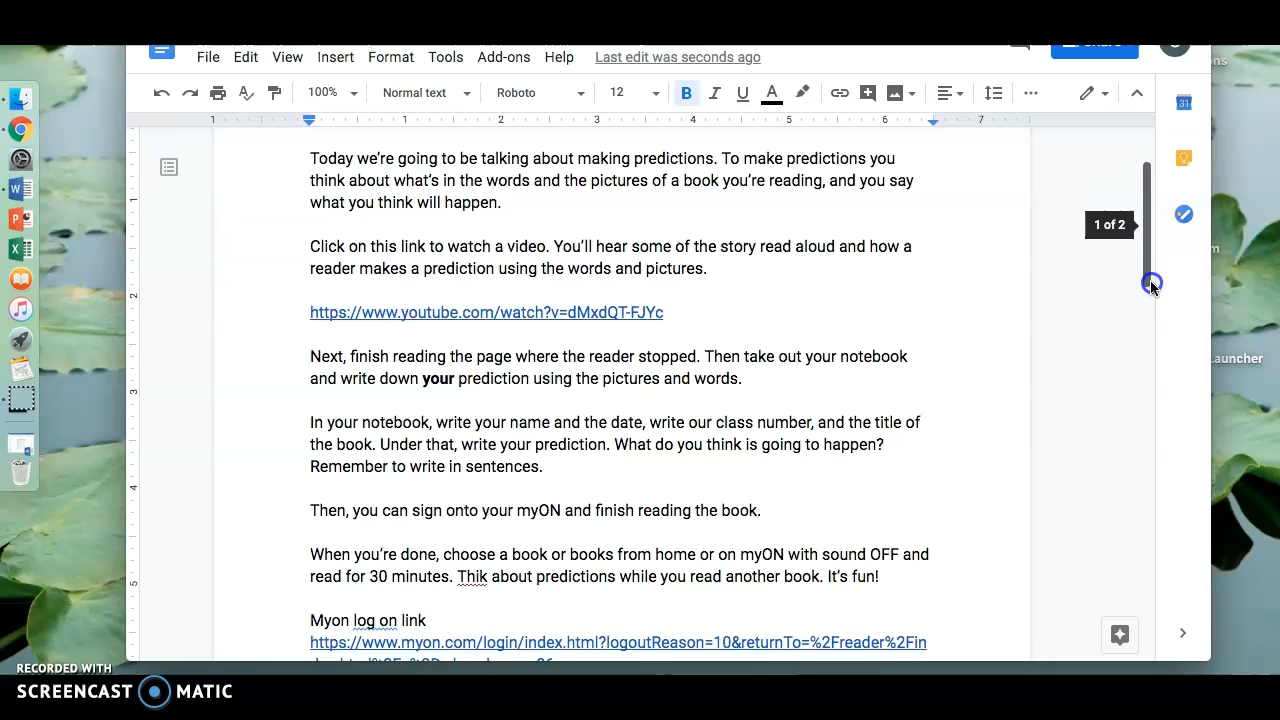 File Edit View Insert Format Tools Add-ons Help Last edit was seconds ago
100% Normal text Roboto 12 B I U A
1 1 2 3 4 5 6 7
Today we're going to be talking about making predictions. To make predictions you
think about what's in the words and the pictures of a book you're reading, and you say
what you think will happen.
1 of 2
Click on this link to watch a video. You'll hear some of the story read aloud and how a
reader makes a prediction using the words and pictures.
https://www.youtube.com/watch?v=dMxdQT-FJYc
Next, finish reading the page where the reader stopped. Then take out your notebook
and write down your prediction using the pictures and words.
Launcher
In your notebook, write your name and the date, write our class number, and the title of
the book. Under that, write your prediction. What do you think is going to happen?
Remember to write in sentences.
Then, you can sign onto your myON and finish reading the book.
When you're done, choose a book or books from home or on myON with sound OFF and
read for 30 minutes. Thik about predictions while you read another book. It's fun!
Myon log on link
https://www.myon.com/login/index.html?logoutReason=10&returnTo=%2Freader%2Fin
RECORDED WITH
SCREENCAST MATIC